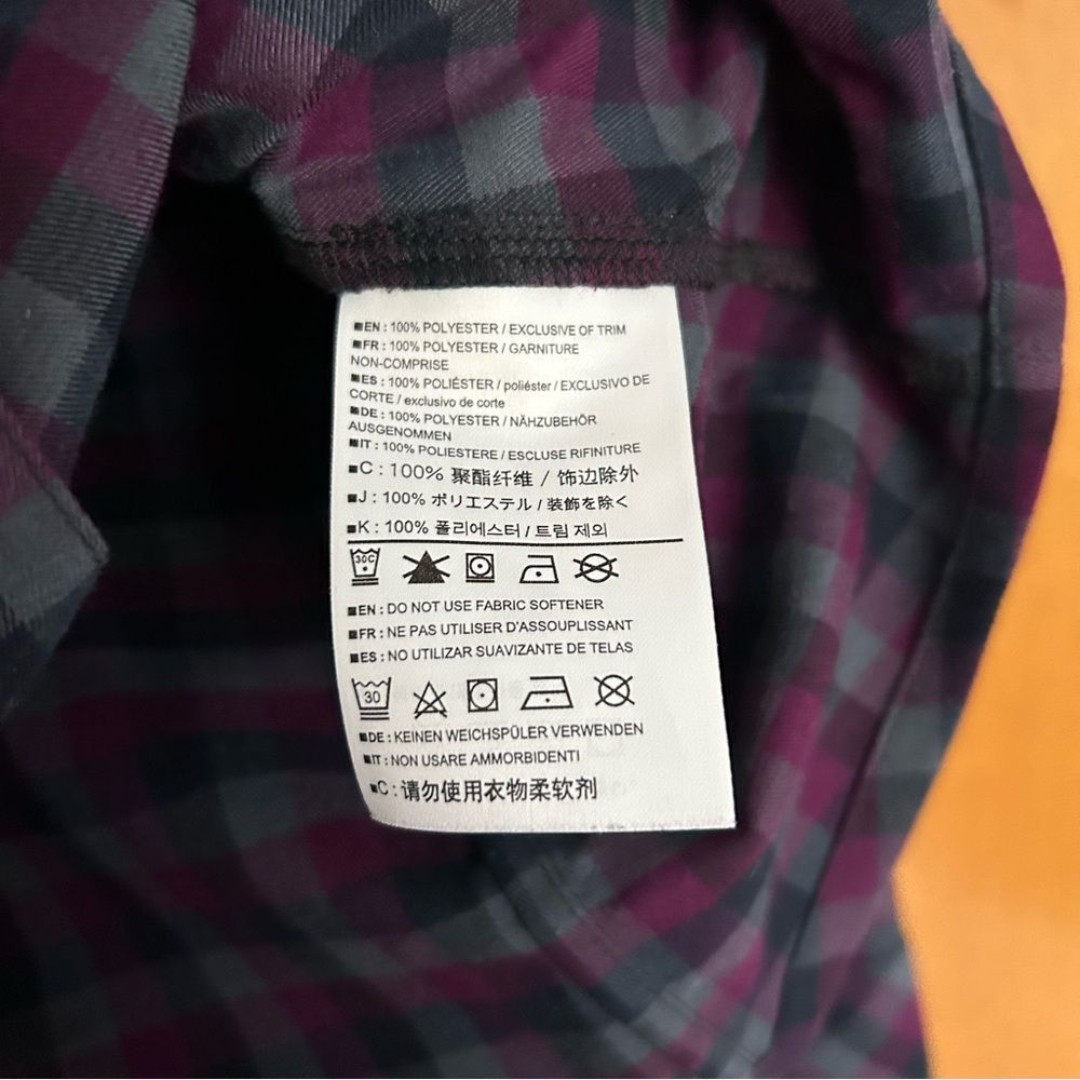 ■EN : 100% POLYESTER / EXCLUSIVE OF TRIM
■FR : 100% POLYESTER / GARNITURE
NON-COMPRISE
■ES : 100% POLIÉSTER / poliéster / EXCLUSIVO DE
CORTE / exclusivo de corte
■DE : 100% POLYESTER / NÄHZUBEHÖR
AUSGENOMMEN
■IT : 100% POLIESTERE / ESCLUSE RIFINITURE
■C : 100% 聚酯纤维 / 饰边除外
■J : 100% ポリエステル / 装飾を除く
■K : 100% 폴리에스터 / 트림 제외
30C
■EN : DO NOT USE FABRIC SOFTENER
■FR : NE PAS UTILISER D'ASSOUPLISSANT
■ES : NO UTILIZAR SUAVIZANTE DE TELAS
30
■DE : KEINEN WEICHSPÜLER VERWENDEN
■IT : NON USARE AMMORBIDENTI
■C : 请勿使用衣物柔软剂